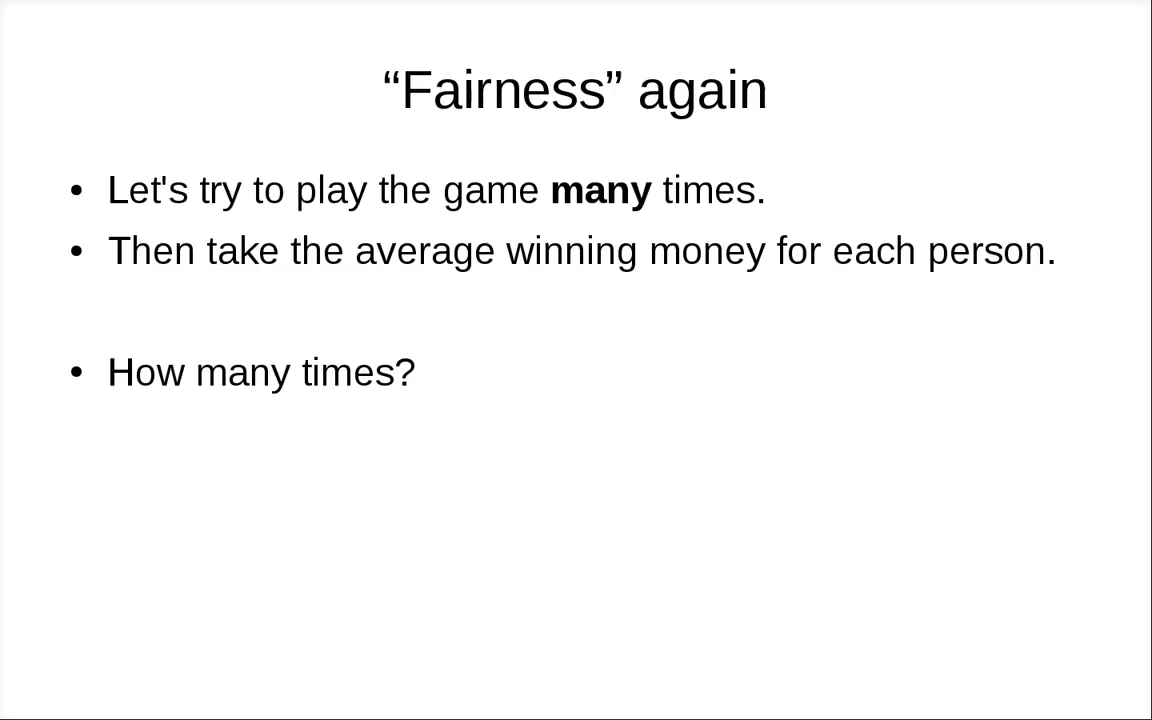 “Fairness” again
• Let's try to play the game many times.
• Then take the average winning money for each person.
• How many times?